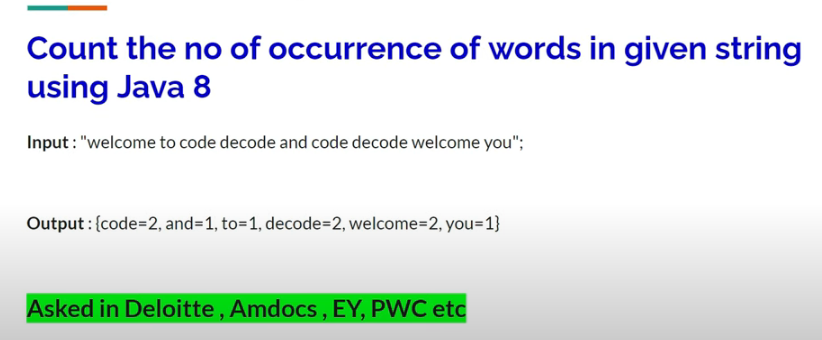 Count the no of occurrence of words in given string
using Java 8
Input : "welcome to code decode and code decode welcome you";
Output : {code=2, and=1, to=1, decode=2, welcome=2, you=1}
Asked in Deloitte , Amdocs , EY, PWC etc